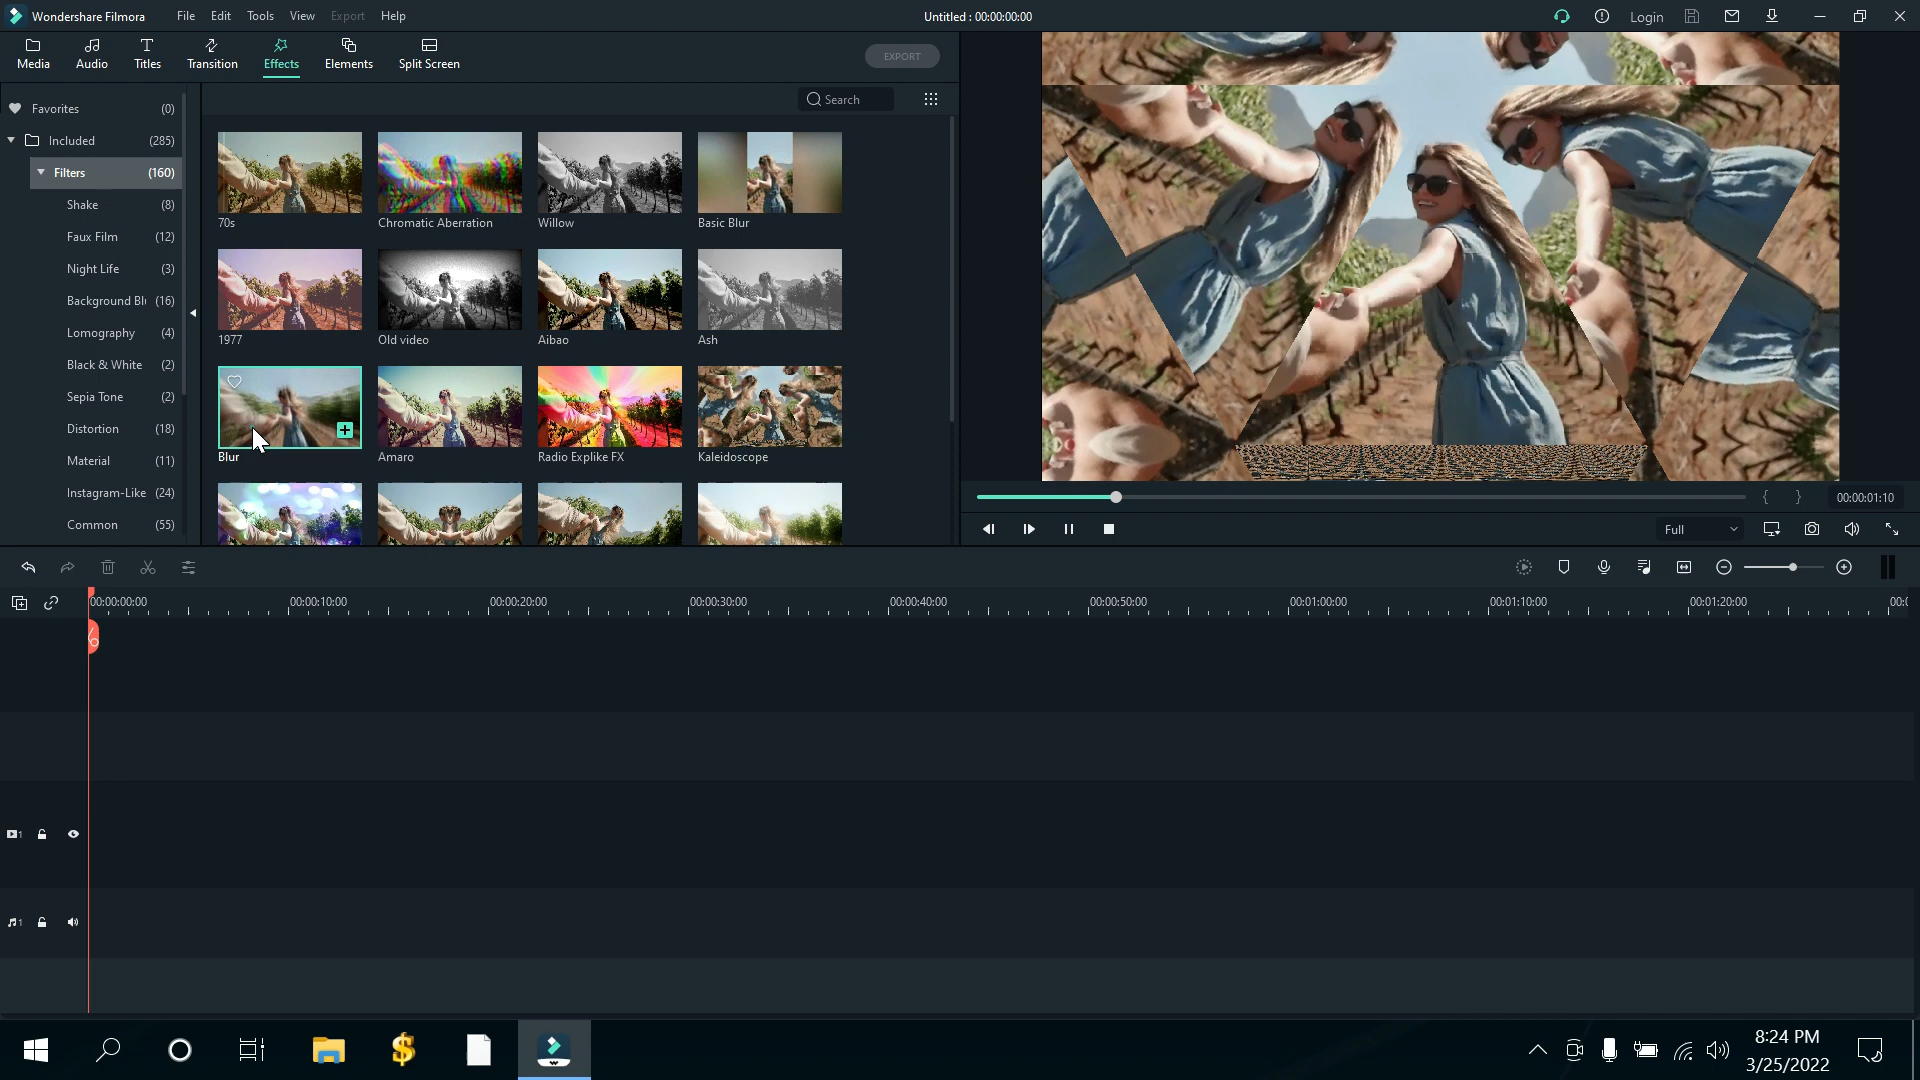 Wondershare Filmora
File Edit Tools View Export Help
Untitled : 00:00:00:00
Login
Media Audio Titles Transition Effects Elements Split Screen
EXPORT
Search
Favorites (0)
Included (285)
Filters (160)
Shake (8)
Faux Film (12)
Night Life (3)
Background Bl (16)
Lomography (4)
Black & White (2)
Sepia Tone (2)
Distortion (18)
Material (11)
Instagram-Like (24)
Common (55)
70s Chromatic Aberration Willow Basic Blur
1977 Old video Aibao Ash
Blur Amaro Radio Explike FX Kaleidoscope
{ } 00:00:01:10
Full
00:00:00:00 00:00:10:00 00:00:20:00 00:00:30:00 00:00:40:00 00:00:50:00 00:01:00:00 00:01:10:00 00:01:20:00 00:0
1
1
8:24 PM
3/25/2022